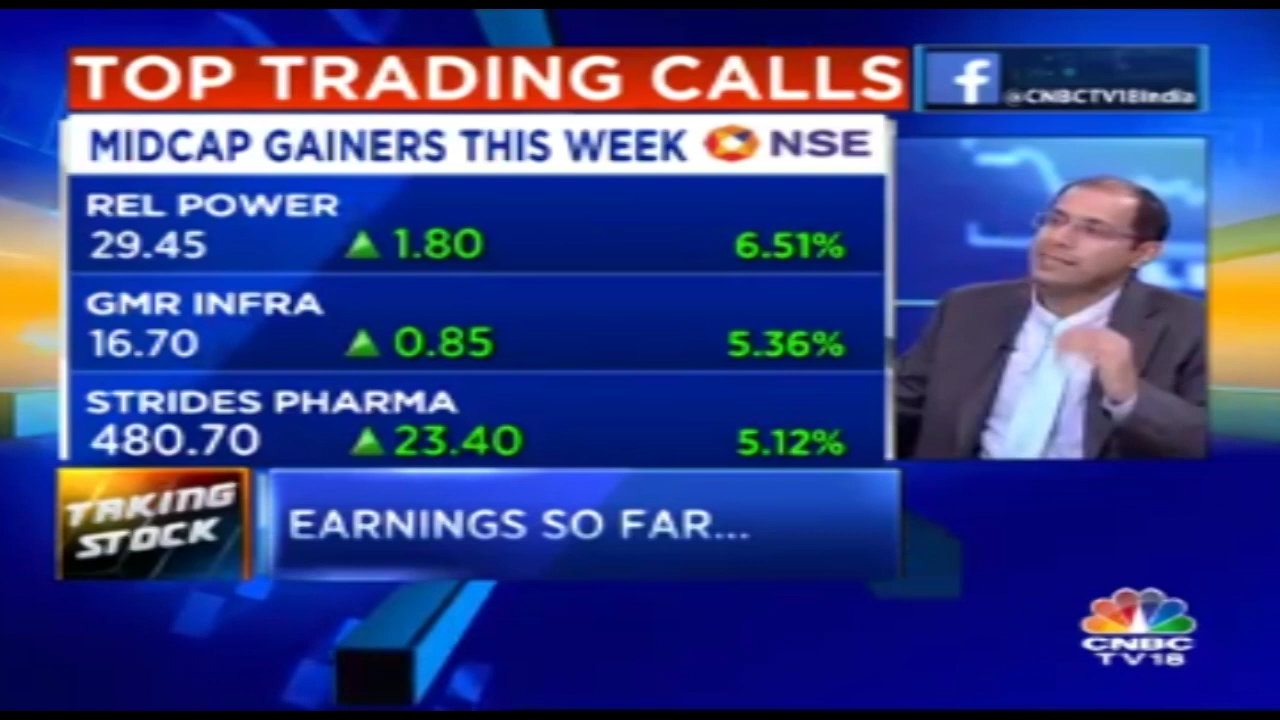 TOP TRADING CALLS
f @CNBCTV18India
MIDCAP GAINERS THIS WEEK NSE
REL POWER
29.45 ▲ 1.80 6.51%
GMR INFRA
16.70 ▲ 0.85 5.36%
STRIDES PHARMA
480.70 ▲ 23.40 5.12%
TAKING
STOCK
EARNINGS SO FAR...
CNBC
TV18